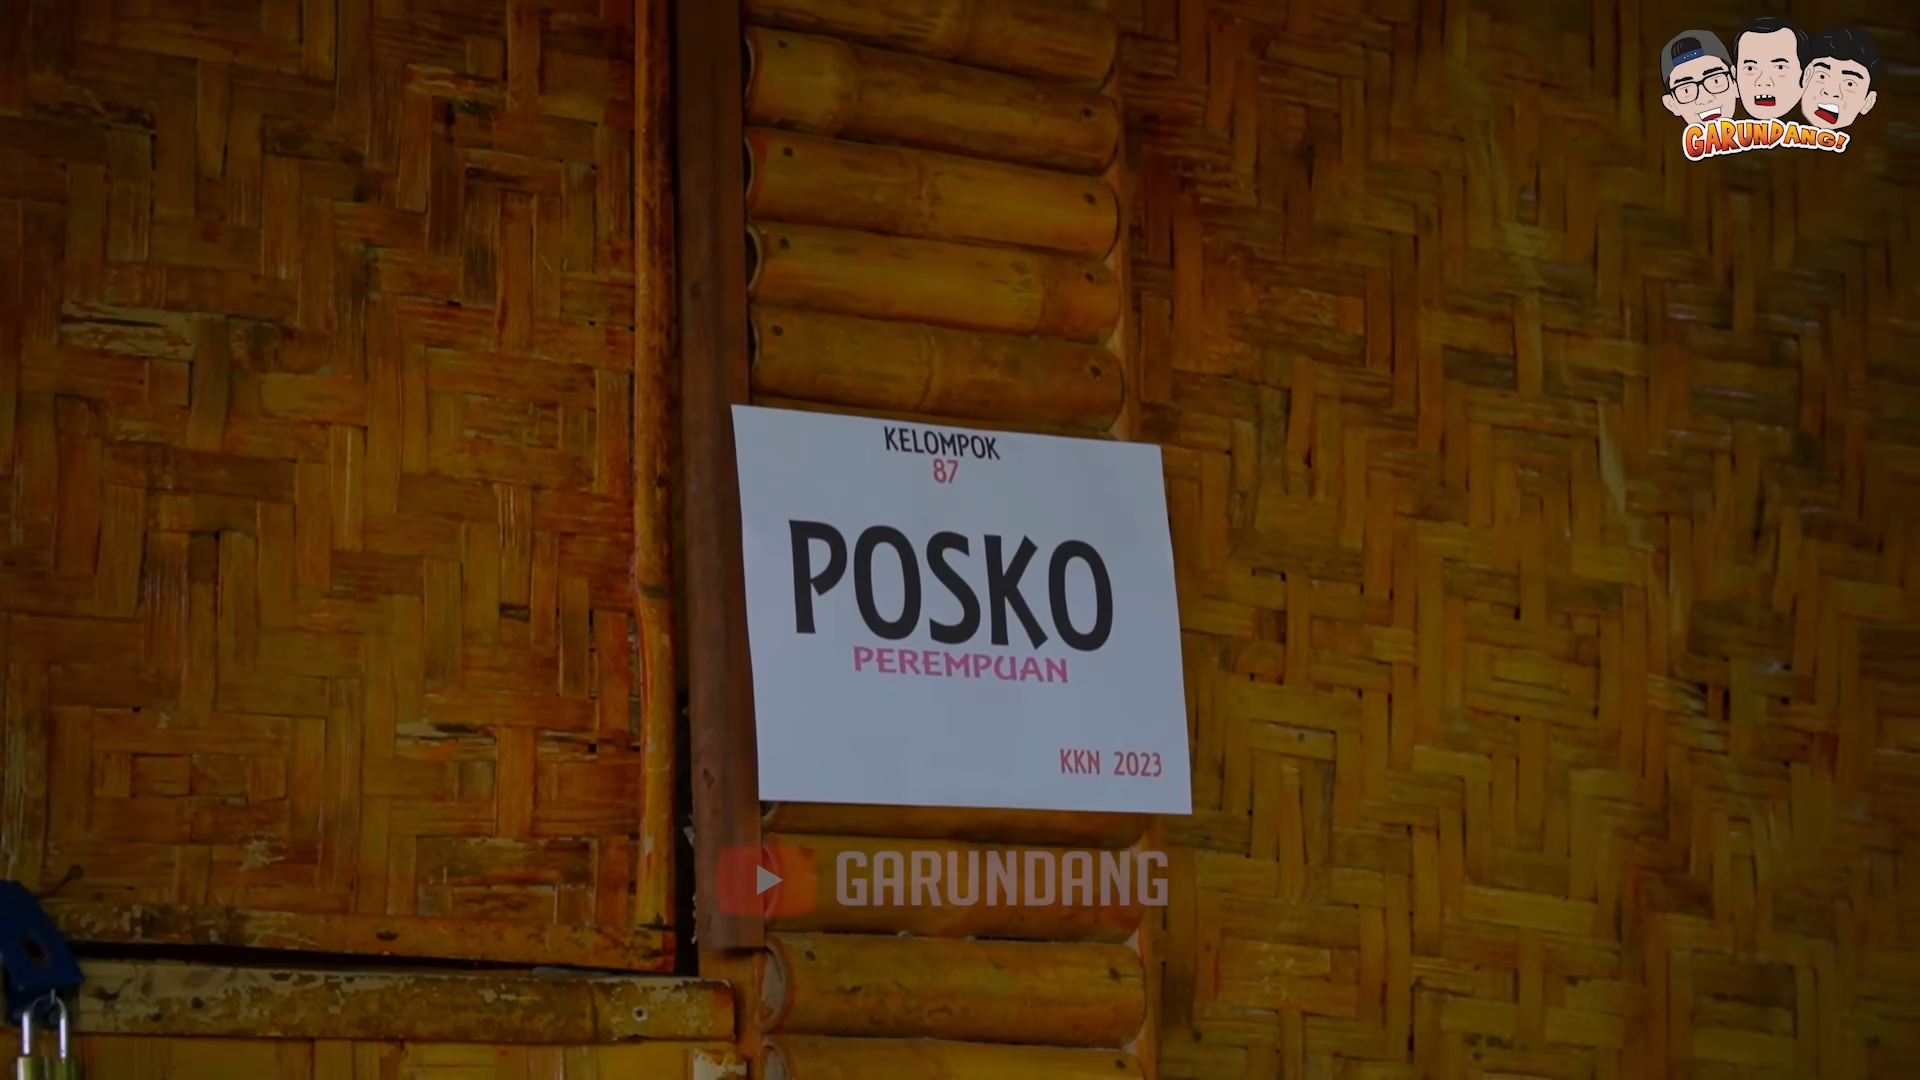 GARUNDANG!
KELOMPOK
87
POSKO
PEREMPUAN
KKN 2023
GARUNDANG